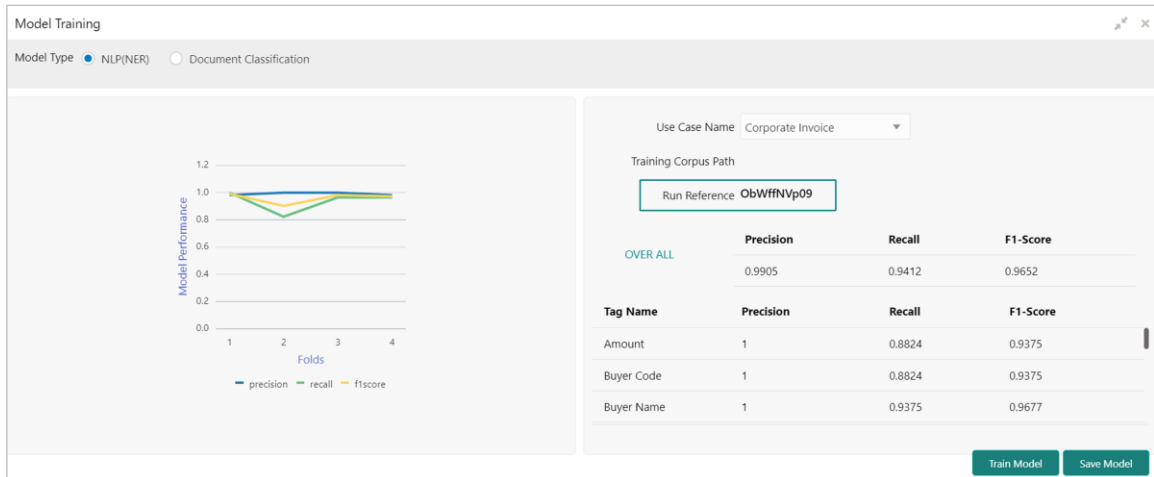 Model Training
Model Type NLP(NER) Document Classification
1.2
1.0
0.8
0.6
0.4
0.2
0.0
Model Performance
1 2 3 4
Folds
precision recall f1score
Use Case Name Corporate Invoice
Training Corpus Path
Run Reference ObWffNVp09
OVER ALL
Precision Recall F1-Score
0.9905 0.9412 0.9652
Tag Name Precision Recall F1-Score
Amount 1 0.8824 0.9375
Buyer Code 1 0.8824 0.9375
Buyer Name 1 0.9375 0.9677
Train Model Save Model